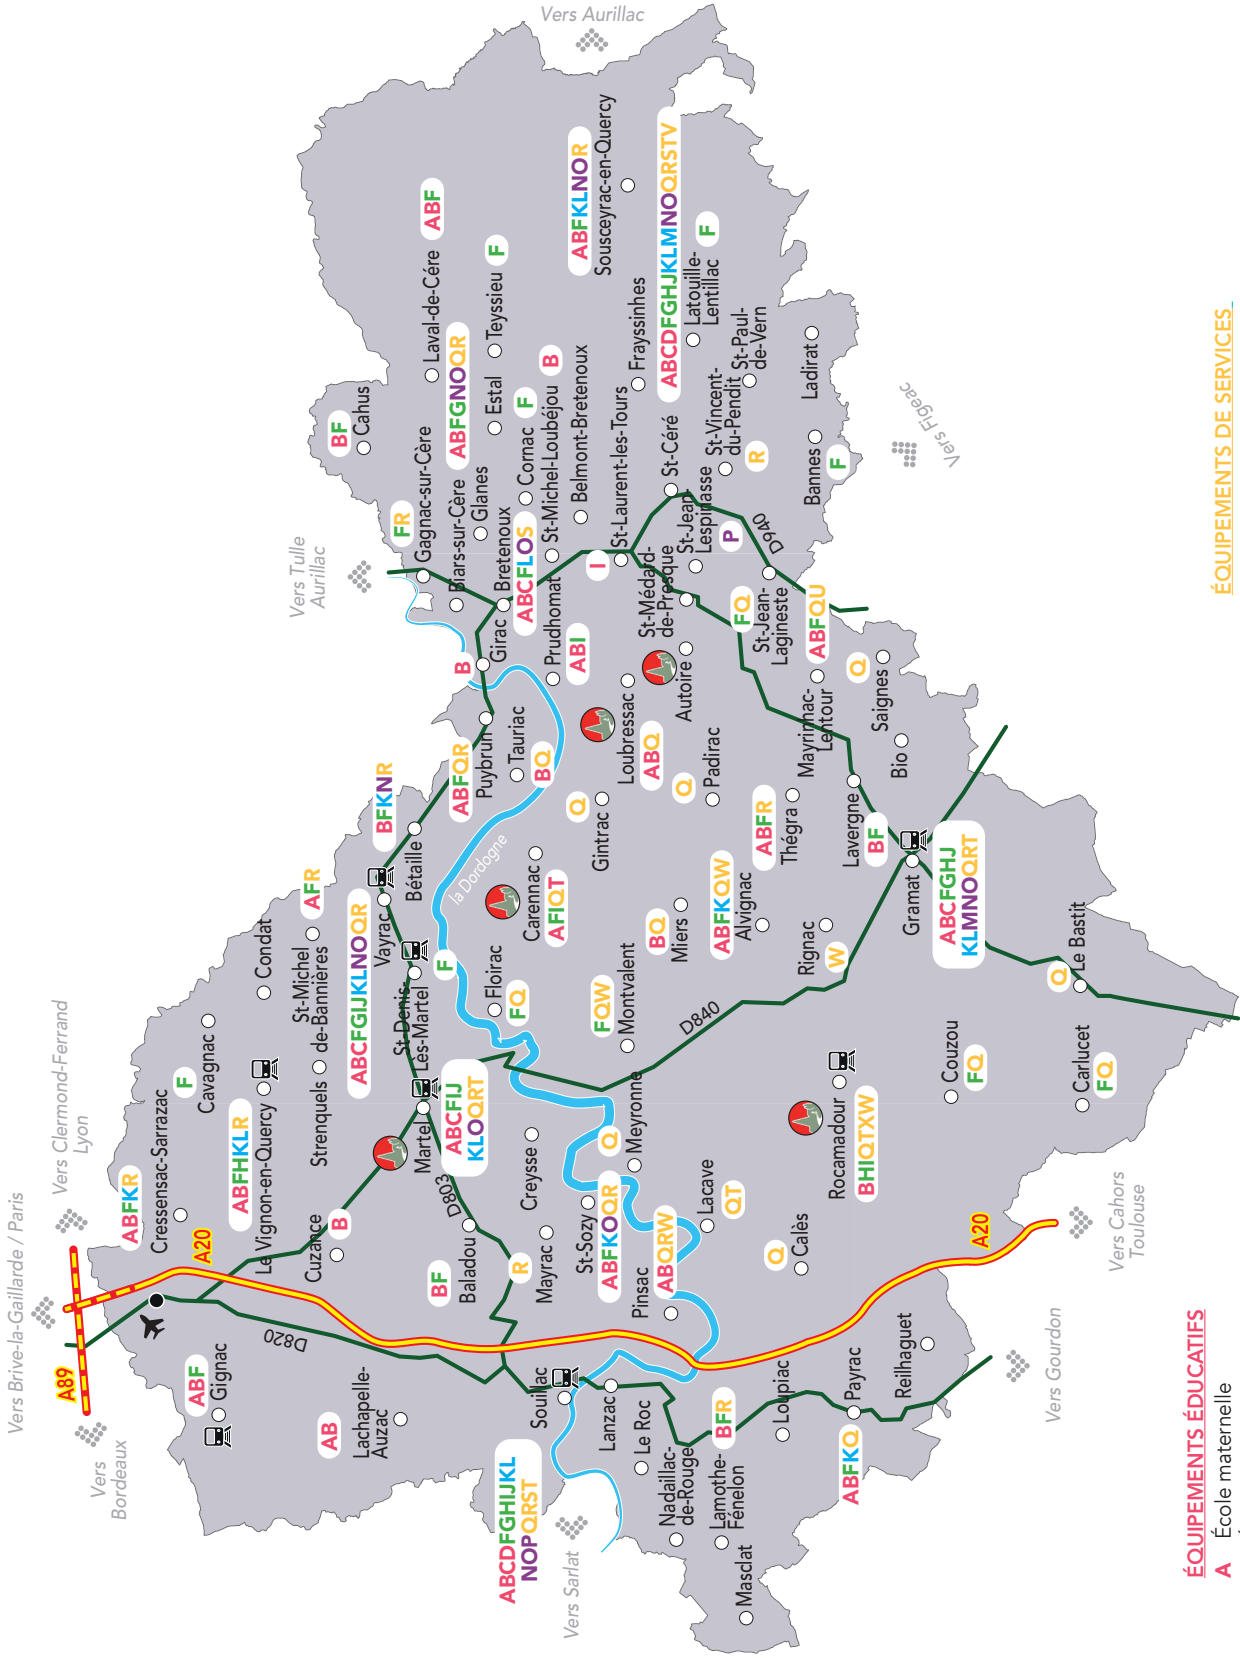 Vers Brive-la-Gaillarde / Paris
Vers Clermond-Ferrand
Lyon
A89
Vers
Bordeaux
A20
D820
ABFKR
Cressensac-Sarrazac
F
Cavagnac
ABF
Gignac
ABFHKLR
Le Vignon-en-Quercy
Condat
AFR
St-Michel
de-Bannières
Strenquels
Cuzance
B
AB
Lachapelle-
Auzac
ABCFGIJKLNOQR
Vayrac
BFKNR
Bétaille
St-Denis-
Lès-Martel
F
Martel
ABCFIJ
KLOQRT
D803
BF
Baladou
R
Creysse
Mayrac
Floirac
FQ
la Dordogne
Carennac
AFIQT
ABFQR
Puybrun
Tauriac
BQ
B
Girac
Vers Tulle
Aurillac
FR
Gagnac-sur-Cère
Biars-sur-Cère
ABFGNOQR
Glanes
Bretenoux
ABCFLOS
BF
Cahus
Laval-de-Cére
ABF
Estal
Teyssieu
F
Cornac
F
St-Michel-Loubéjou
B
Belmont-Bretenoux
Prudhomat
ABI
I
St-Laurent-les-Tours
Frayssinhes
Vers Aurillac
ABFKLNOR
Sousceyrac-en-Quercy
ABCDFGHJKLMNOQRSTV
St-Céré
Latouille-
Lentillac
F
St-Paul-
de-Vern
St-Vincent-
du-Pendit
R
Ladirat
Bannes
F
Vers Figeac
St-Jean-
Lespinasse
P
D940
St-Médard-
de-Presque
Autoire
FQ
St-Jean-
Lagineste
ABFQU
Mayrinhac-
Lentour
Q
Saignes
Bio
Loubressac
ABQ
Q
Gintrac
Q
Padirac
ABFR
Thégra
Lavergne
BF
Gramat
ABCFGHJ
KLMNOQRT
BQ
Miers
ABFKQW
Alvignac
Rignac
W
FQW
Montvalent
D840
Q
Meyronne
St-Sozy
ABFKOQR
Pinsac
ABQRW
Lacave
QT
Rocamadour
BHIQTXW
Q
Calès
Couzou
FQ
Q
Le Bastit
Carlucet
FQ
A20
Vers Cahors
Toulouse
Vers Gourdon
Souillac
ABCDFGHIJKL
NOPQRST
Vers Sarlat
Lanzac
Le Roc
Nadaillac-
de-Rouge
Lamothe-
Fénelon
BFR
Masclat
Loupiac
Payrac
ABFKQ
Reilhaguet
ÉQUIPEMENTS ÉDUCATIFS
A École maternelle
ÉQUIPEMENTS DE SERVICES